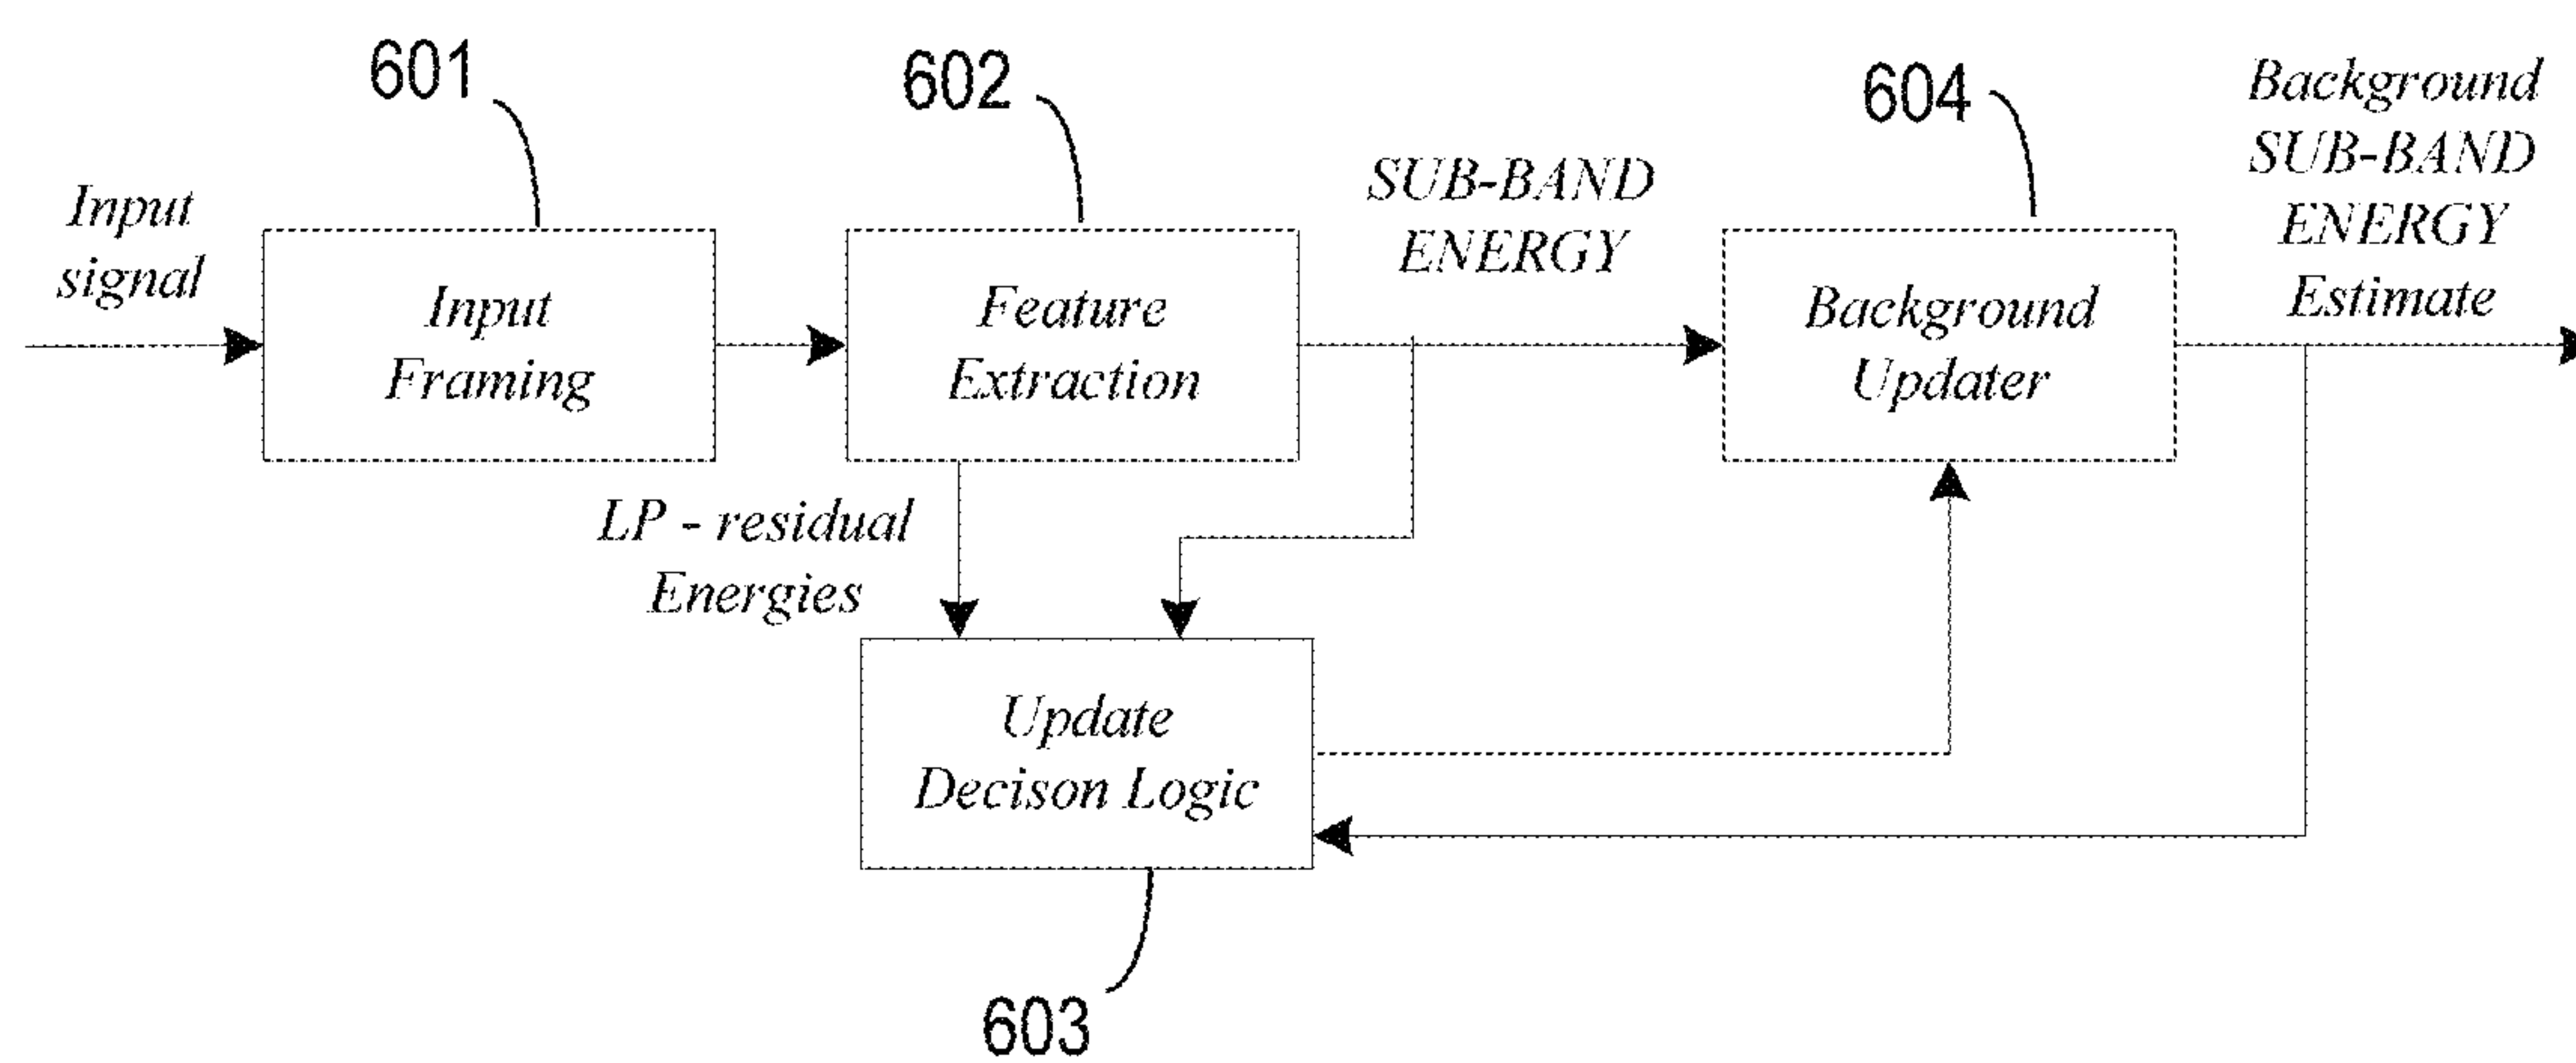 601
602
604
Background
SUB-BAND
ENERGY
Estimate
Input
signal
SUB-BAND
ENERGY
Input
Framing
Feature
Extraction
Background
Updater
LP - residual
Energies
Update
Decison Logic
603